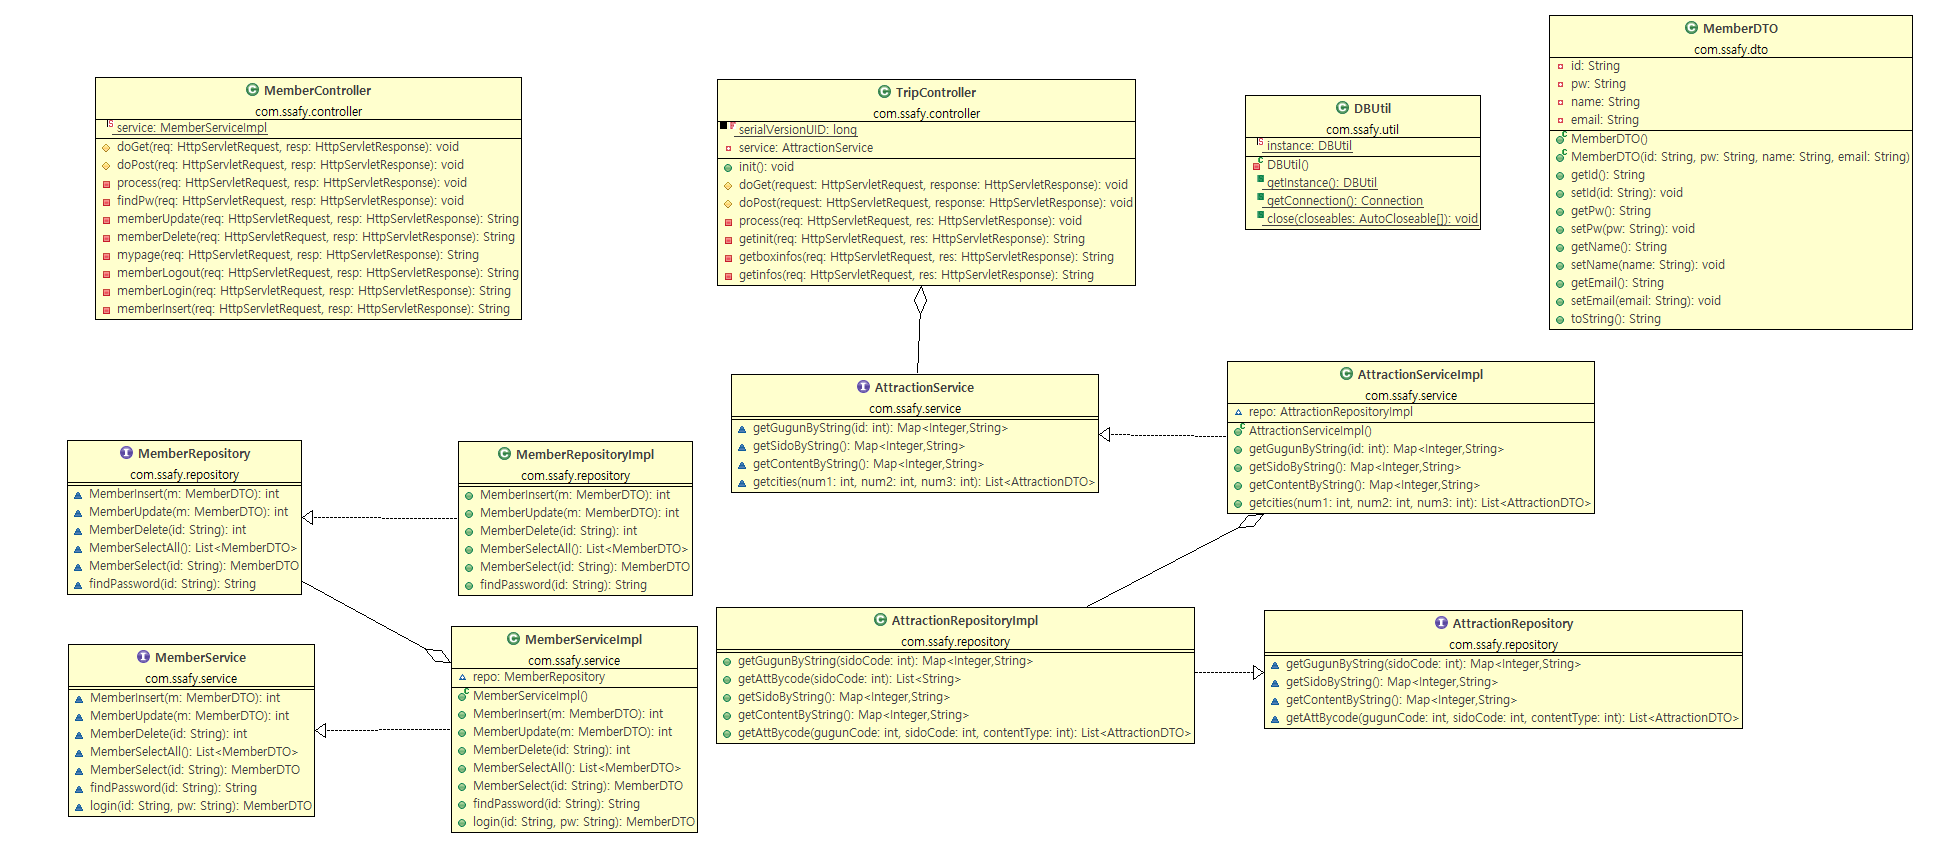 MemberController
com.ssafy.controller
service: MemberServiceImpl
doGet(req: HttpServletRequest, resp: HttpServletResponse): void
doPost(req: HttpServletRequest, resp: HttpServletResponse): void
process(req: HttpServletRequest, resp: HttpServletResponse): void
findPw(req: HttpServletRequest, resp: HttpServletResponse): void
memberUpdate(req: HttpServletRequest, resp: HttpServletResponse): String
memberDelete(req: HttpServletRequest, resp: HttpServletResponse): String
mypage(req: HttpServletRequest, resp: HttpServletResponse): String
memberLogout(req: HttpServletRequest, resp: HttpServletResponse): String
memberLogin(req: HttpServletRequest, resp: HttpServletResponse): String
memberInsert(req: HttpServletRequest, resp: HttpServletResponse): String
TripController
com.ssafy.controller
serialVersionUID: long
service: AttractionService
init(): void
doGet(request: HttpServletRequest, response: HttpServletResponse): void
doPost(request: HttpServletRequest, response: HttpServletResponse): void
process(req: HttpServletRequest, res: HttpServletResponse): void
getinit(req: HttpServletRequest, res: HttpServletResponse): String
getboxinfos(req: HttpServletRequest, res: HttpServletResponse): String
getinfos(req: HttpServletRequest, res: HttpServletResponse): String
DBUtil
com.ssafy.util
instance: DBUtil
DBUtil()
getInstance(): DBUtil
getConnection(): Connection
close(closeables: AutoCloseable[]): void
MemberDTO
com.ssafy.dto
id: String
pw: String
name: String
email: String
MemberDTO()
MemberDTO(id: String, pw: String, name: String, email: String)
getId(): String
setId(id: String): void
getPw(): String
setPw(pw: String): void
getName(): String
setName(name: String): void
getEmail(): String
setEmail(email: String): void
toString(): String
AttractionService
com.ssafy.service
getGugunByString(id: int): Map<Integer,String>
getSidoByString(): Map<Integer,String>
getContentByString(): Map<Integer,String>
getcities(num1: int, num2: int, num3: int): List<AttractionDTO>
AttractionServiceImpl
com.ssafy.service
repo: AttractionRepositoryImpl
AttractionServiceImpl()
getGugunByString(id: int): Map<Integer,String>
getSidoByString(): Map<Integer,String>
getContentByString(): Map<Integer,String>
getcities(num1: int, num2: int, num3: int): List<AttractionDTO>
MemberRepository
com.ssafy.repository
MemberInsert(m: MemberDTO): int
MemberUpdate(m: MemberDTO): int
MemberDelete(id: String): int
MemberSelectAll(): List<MemberDTO>
MemberSelect(id: String): MemberDTO
findPassword(id: String): String
MemberRepositoryImpl
com.ssafy.repository
MemberInsert(m: MemberDTO): int
MemberUpdate(m: MemberDTO): int
MemberDelete(id: String): int
MemberSelectAll(): List<MemberDTO>
MemberSelect(id: String): MemberDTO
findPassword(id: String): String
MemberService
com.ssafy.service
MemberInsert(m: MemberDTO): int
MemberUpdate(m: MemberDTO): int
MemberDelete(id: String): int
MemberSelectAll(): List<MemberDTO>
MemberSelect(id: String): MemberDTO
findPassword(id: String): String
login(id: String, pw: String): MemberDTO
MemberServiceImpl
com.ssafy.service
repo: MemberRepository
MemberServiceImpl()
MemberInsert(m: MemberDTO): int
MemberUpdate(m: MemberDTO): int
MemberDelete(id: String): int
MemberSelectAll(): List<MemberDTO>
MemberSelect(id: String): MemberDTO
findPassword(id: String): String
login(id: String, pw: String): MemberDTO
AttractionRepositoryImpl
com.ssafy.repository
getGugunByString(sidoCode: int): Map<Integer,String>
getAttBycode(sidoCode: int): List<String>
getSidoByString(): Map<Integer,String>
getContentByString(): Map<Integer,String>
getAttBycode(gugunCode: int, sidoCode: int, contentType: int): List<AttractionDTO>
AttractionRepository
com.ssafy.repository
getGugunByString(sidoCode: int): Map<Integer,String>
getSidoByString(): Map<Integer,String>
getContentByString(): Map<Integer,String>
getAttBycode(gugunCode: int, sidoCode: int, contentType: int): List<AttractionDTO>